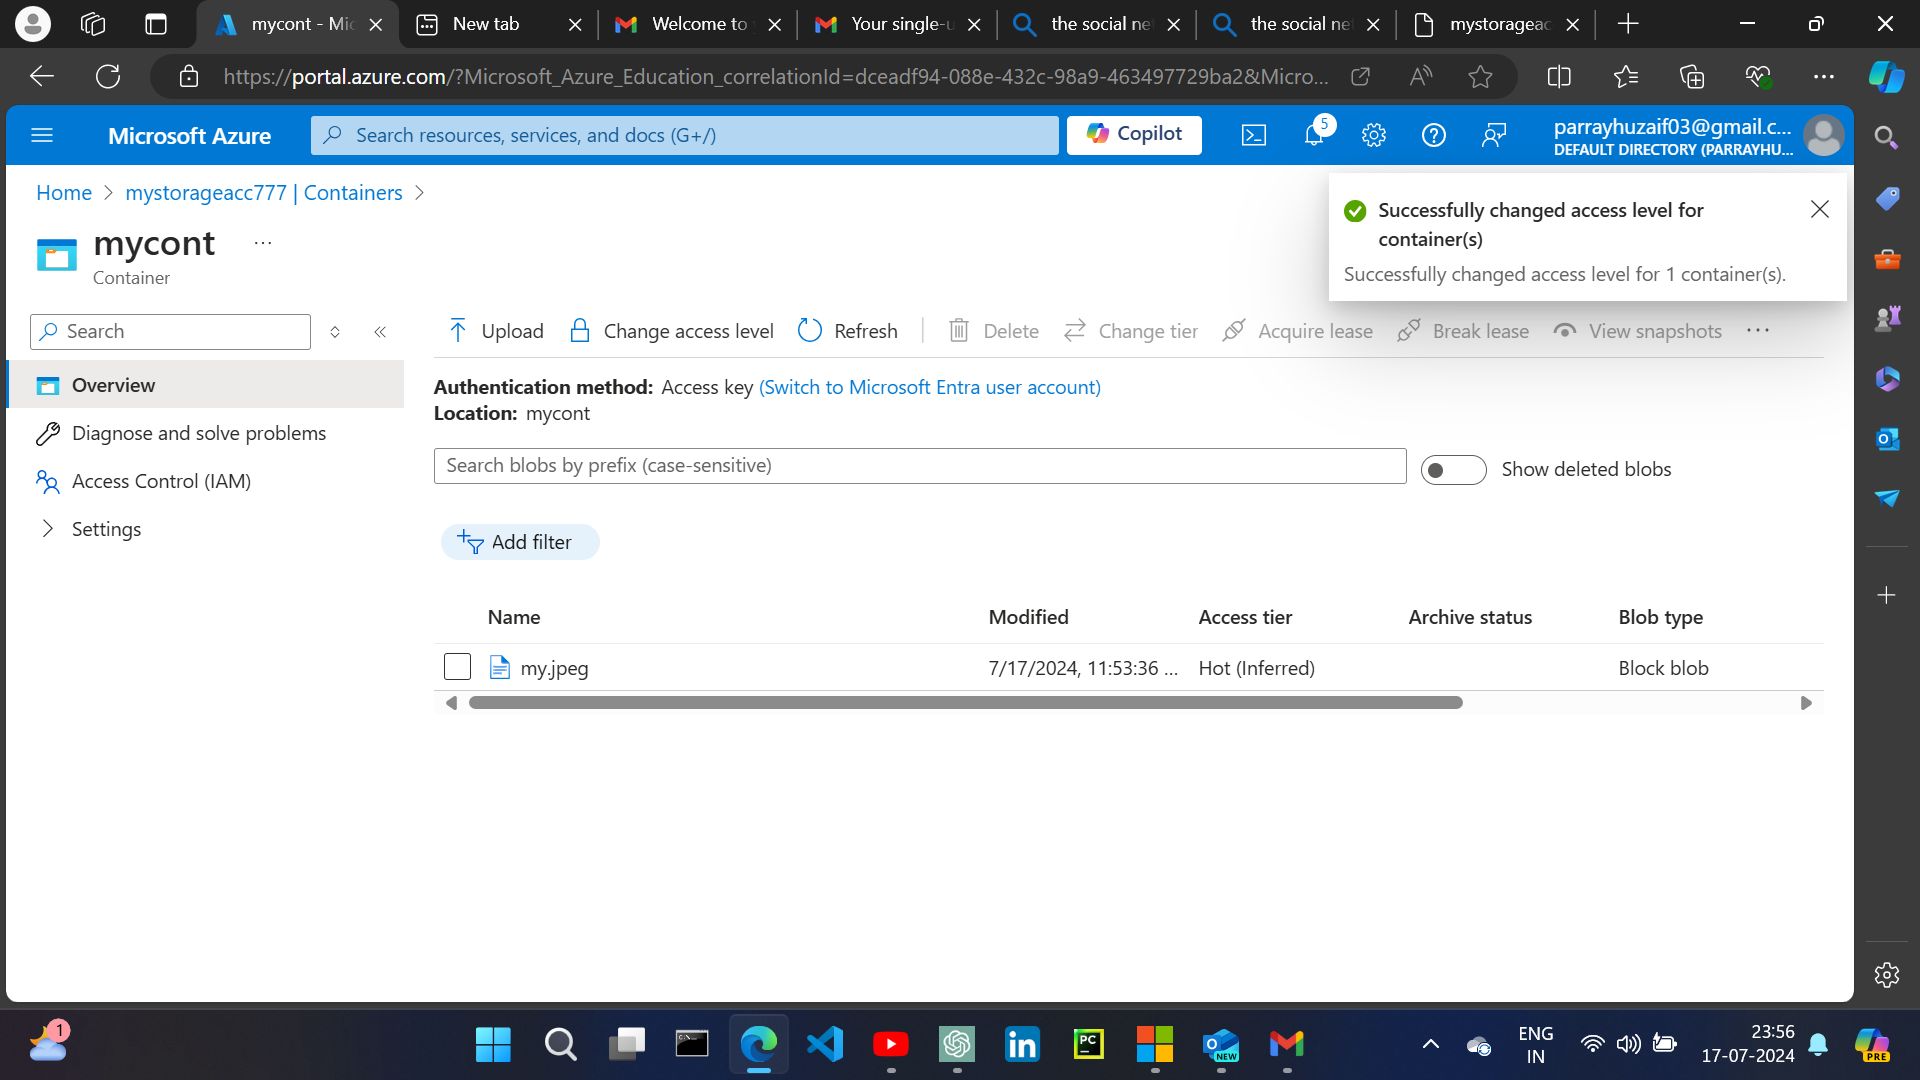 mycont - Mic
New tab
Welcome to
Your single-u
the social ne
the social ne
mystorageac
https://portal.azure.com/?Microsoft_Azure_Education_correlationId=dceadf94-088e-432c-98a9-463497729ba2&Micro...
Microsoft Azure
Search resources, services, and docs (G+/)
Copilot
5
parrayhuzaif03@gmail.c...
DEFAULT DIRECTORY (PARRAYHU...
Home > mystorageacc777 | Containers >
mycont
...
Container
Successfully changed access level for
container(s)
Successfully changed access level for 1 container(s).
Search
Upload
Change access level
Refresh
Delete
Change tier
Acquire lease
Break lease
View snapshots
...
Overview
Diagnose and solve problems
Access Control (IAM)
Settings
Authentication method: Access key (Switch to Microsoft Entra user account)
Location: mycont
Search blobs by prefix (case-sensitive)
Show deleted blobs
Add filter
Name Modified Access tier Archive status Blob type
my.jpeg 7/17/2024, 11:53:36 ... Hot (Inferred) Block blob
1
PC
NEW
ENG
IN
23:56
17-07-2024
PRE